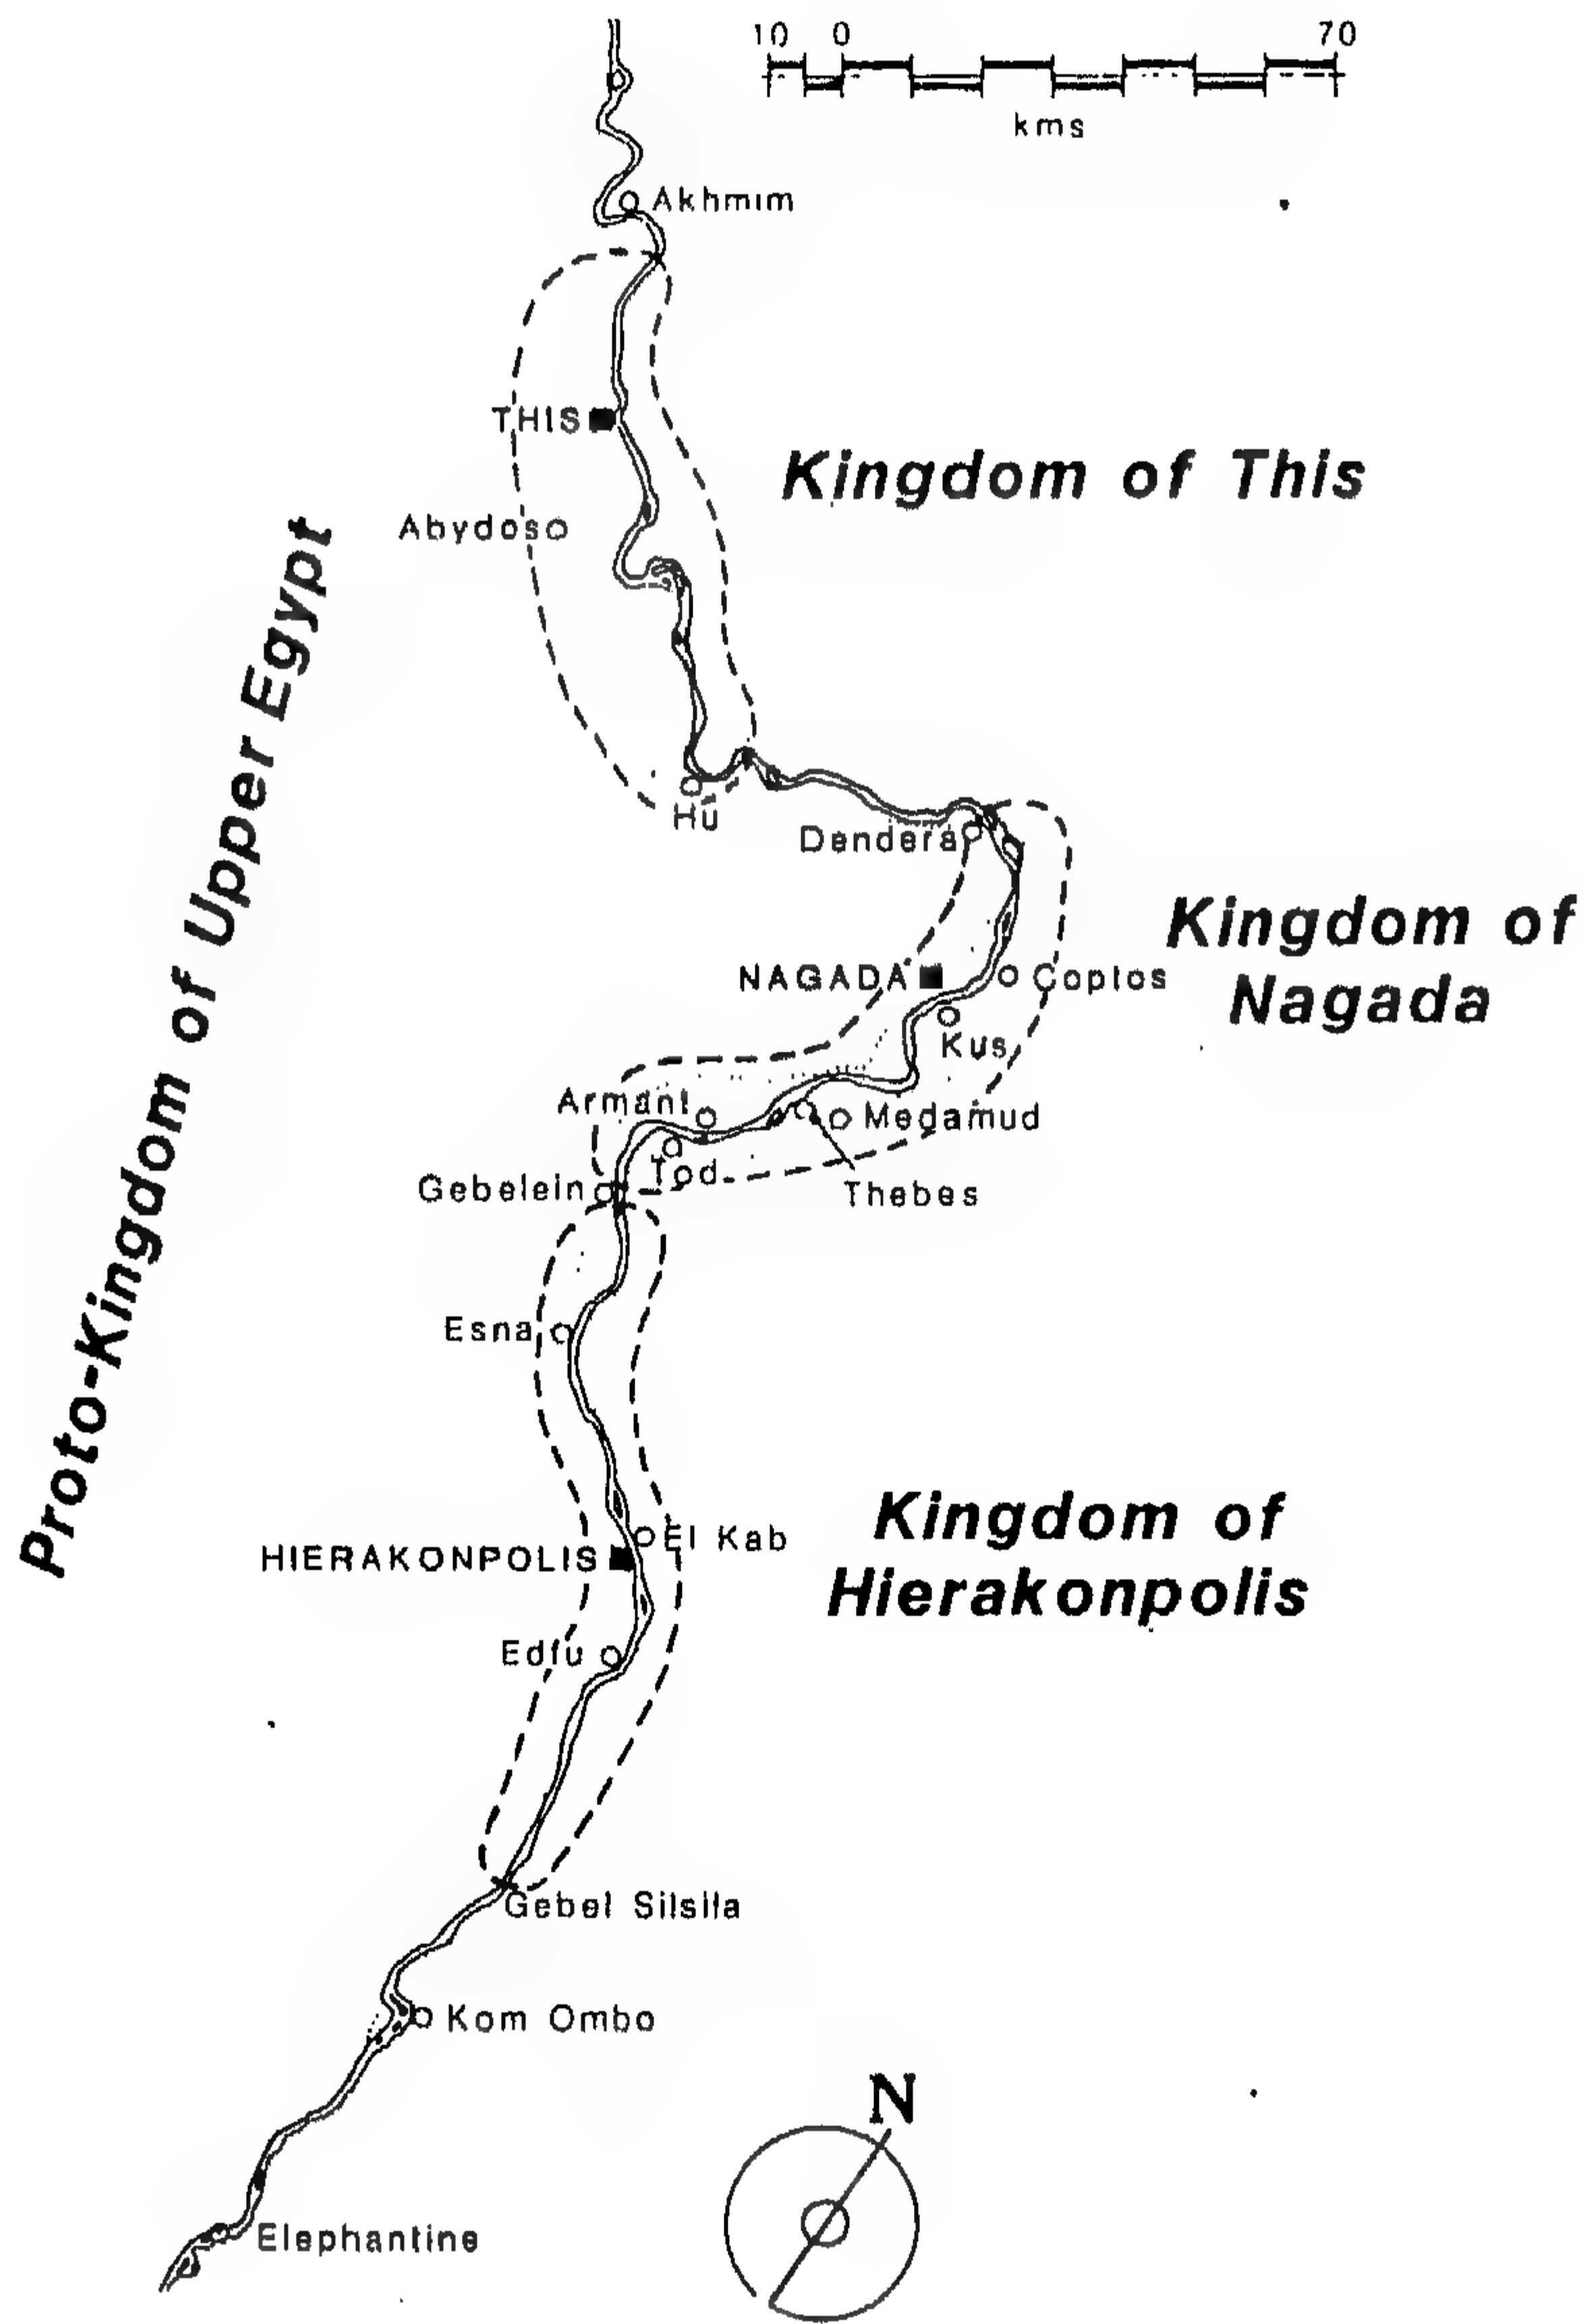 10 0 70
kms
Akhmim
THIS
Kingdom of This
Abydos
Proto-Kingdom of Upper Egypt
Hu
Dendera
Kingdom of
Nagada
NAGADA
Coptos
Kus
Armant
Medamud
Tod
Gebelein
Thebes
Esna
Kingdom of
Hierakonpolis
El Kab
HIERAKONPOLIS
Edfu
Gebel Silsila
Kom Ombo
N
Elephantine